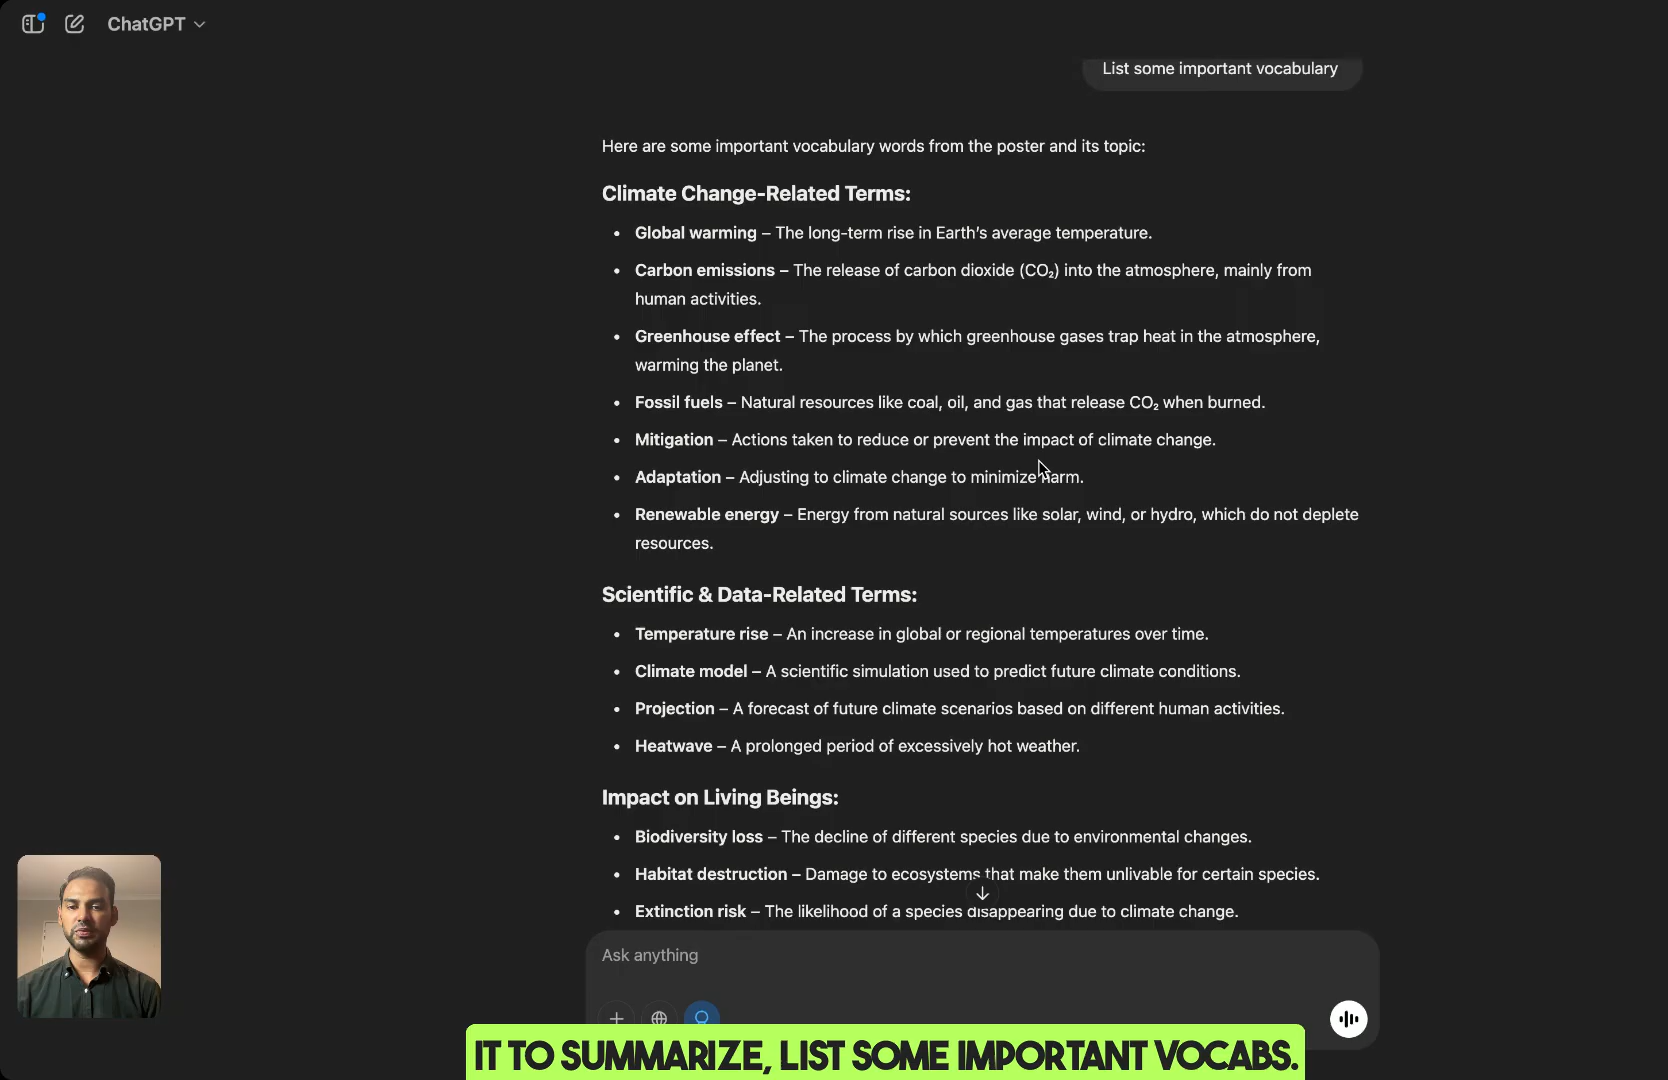 ChatGPT
List some important vocabulary
Here are some important vocabulary words from the poster and its topic:
Climate Change-Related Terms:
• Global warming – The long-term rise in Earth's average temperature.
• Carbon emissions – The release of carbon dioxide (CO₂) into the atmosphere, mainly from
human activities.
• Greenhouse effect – The process by which greenhouse gases trap heat in the atmosphere,
warming the planet.
• Fossil fuels – Natural resources like coal, oil, and gas that release CO₂ when burned.
• Mitigation – Actions taken to reduce or prevent the impact of climate change.
• Adaptation – Adjusting to climate change to minimize harm.
• Renewable energy – Energy from natural sources like solar, wind, or hydro, which do not deplete
resources.
Scientific & Data-Related Terms:
• Temperature rise – An increase in global or regional temperatures over time.
• Climate model – A scientific simulation used to predict future climate conditions.
• Projection – A forecast of future climate scenarios based on different human activities.
• Heatwave – A prolonged period of excessively hot weather.
Impact on Living Beings:
• Biodiversity loss – The decline of different species due to environmental changes.
• Habitat destruction – Damage to ecosystems that make them unlivable for certain species.
• Extinction risk – The likelihood of a species disappearing due to climate change.
Ask anything
IT TO SUMMARIZE, LIST SOME IMPORTANT VOCABS.